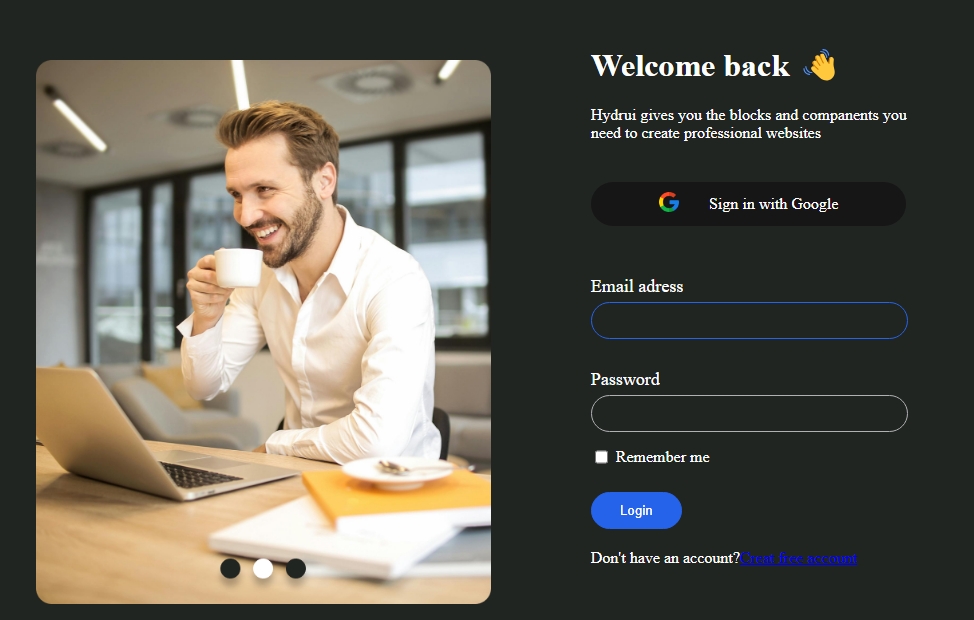 Welcome back 👋
Hydrui gives you the blocks and companents you
need to create professional websites
Sign in with Google
Email adress
Password
Remember me
Login
Don't have an account?Creat free account